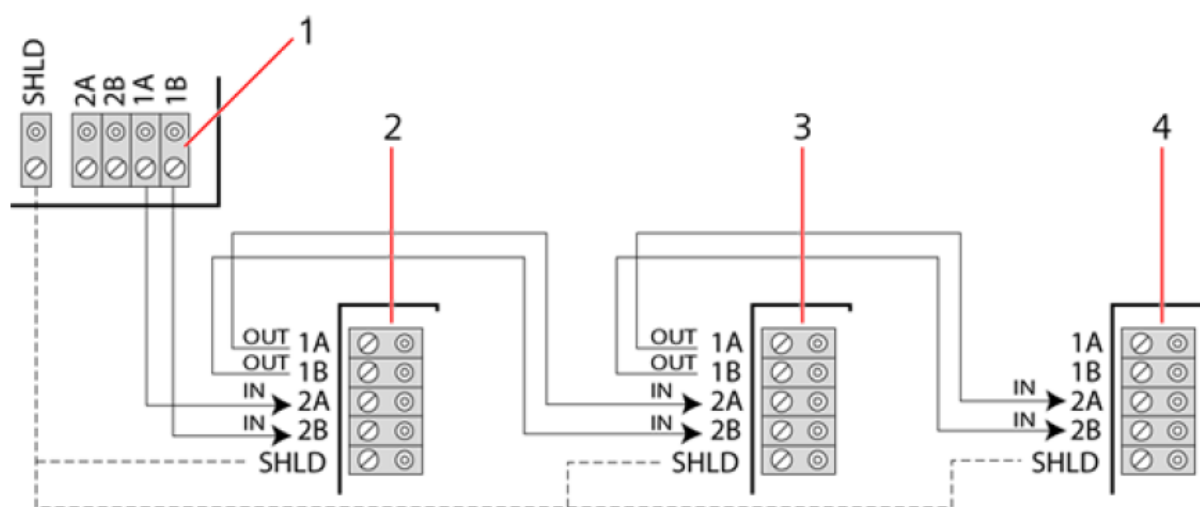 1
SHLD 2A 2B 1A 1B
2 3 4
OUT 1A OUT 1A 1A
OUT 1B OUT 1B 1B
IN 2A IN 2A IN 2A
IN 2B IN 2B IN 2B
SHLD SHLD SHLD